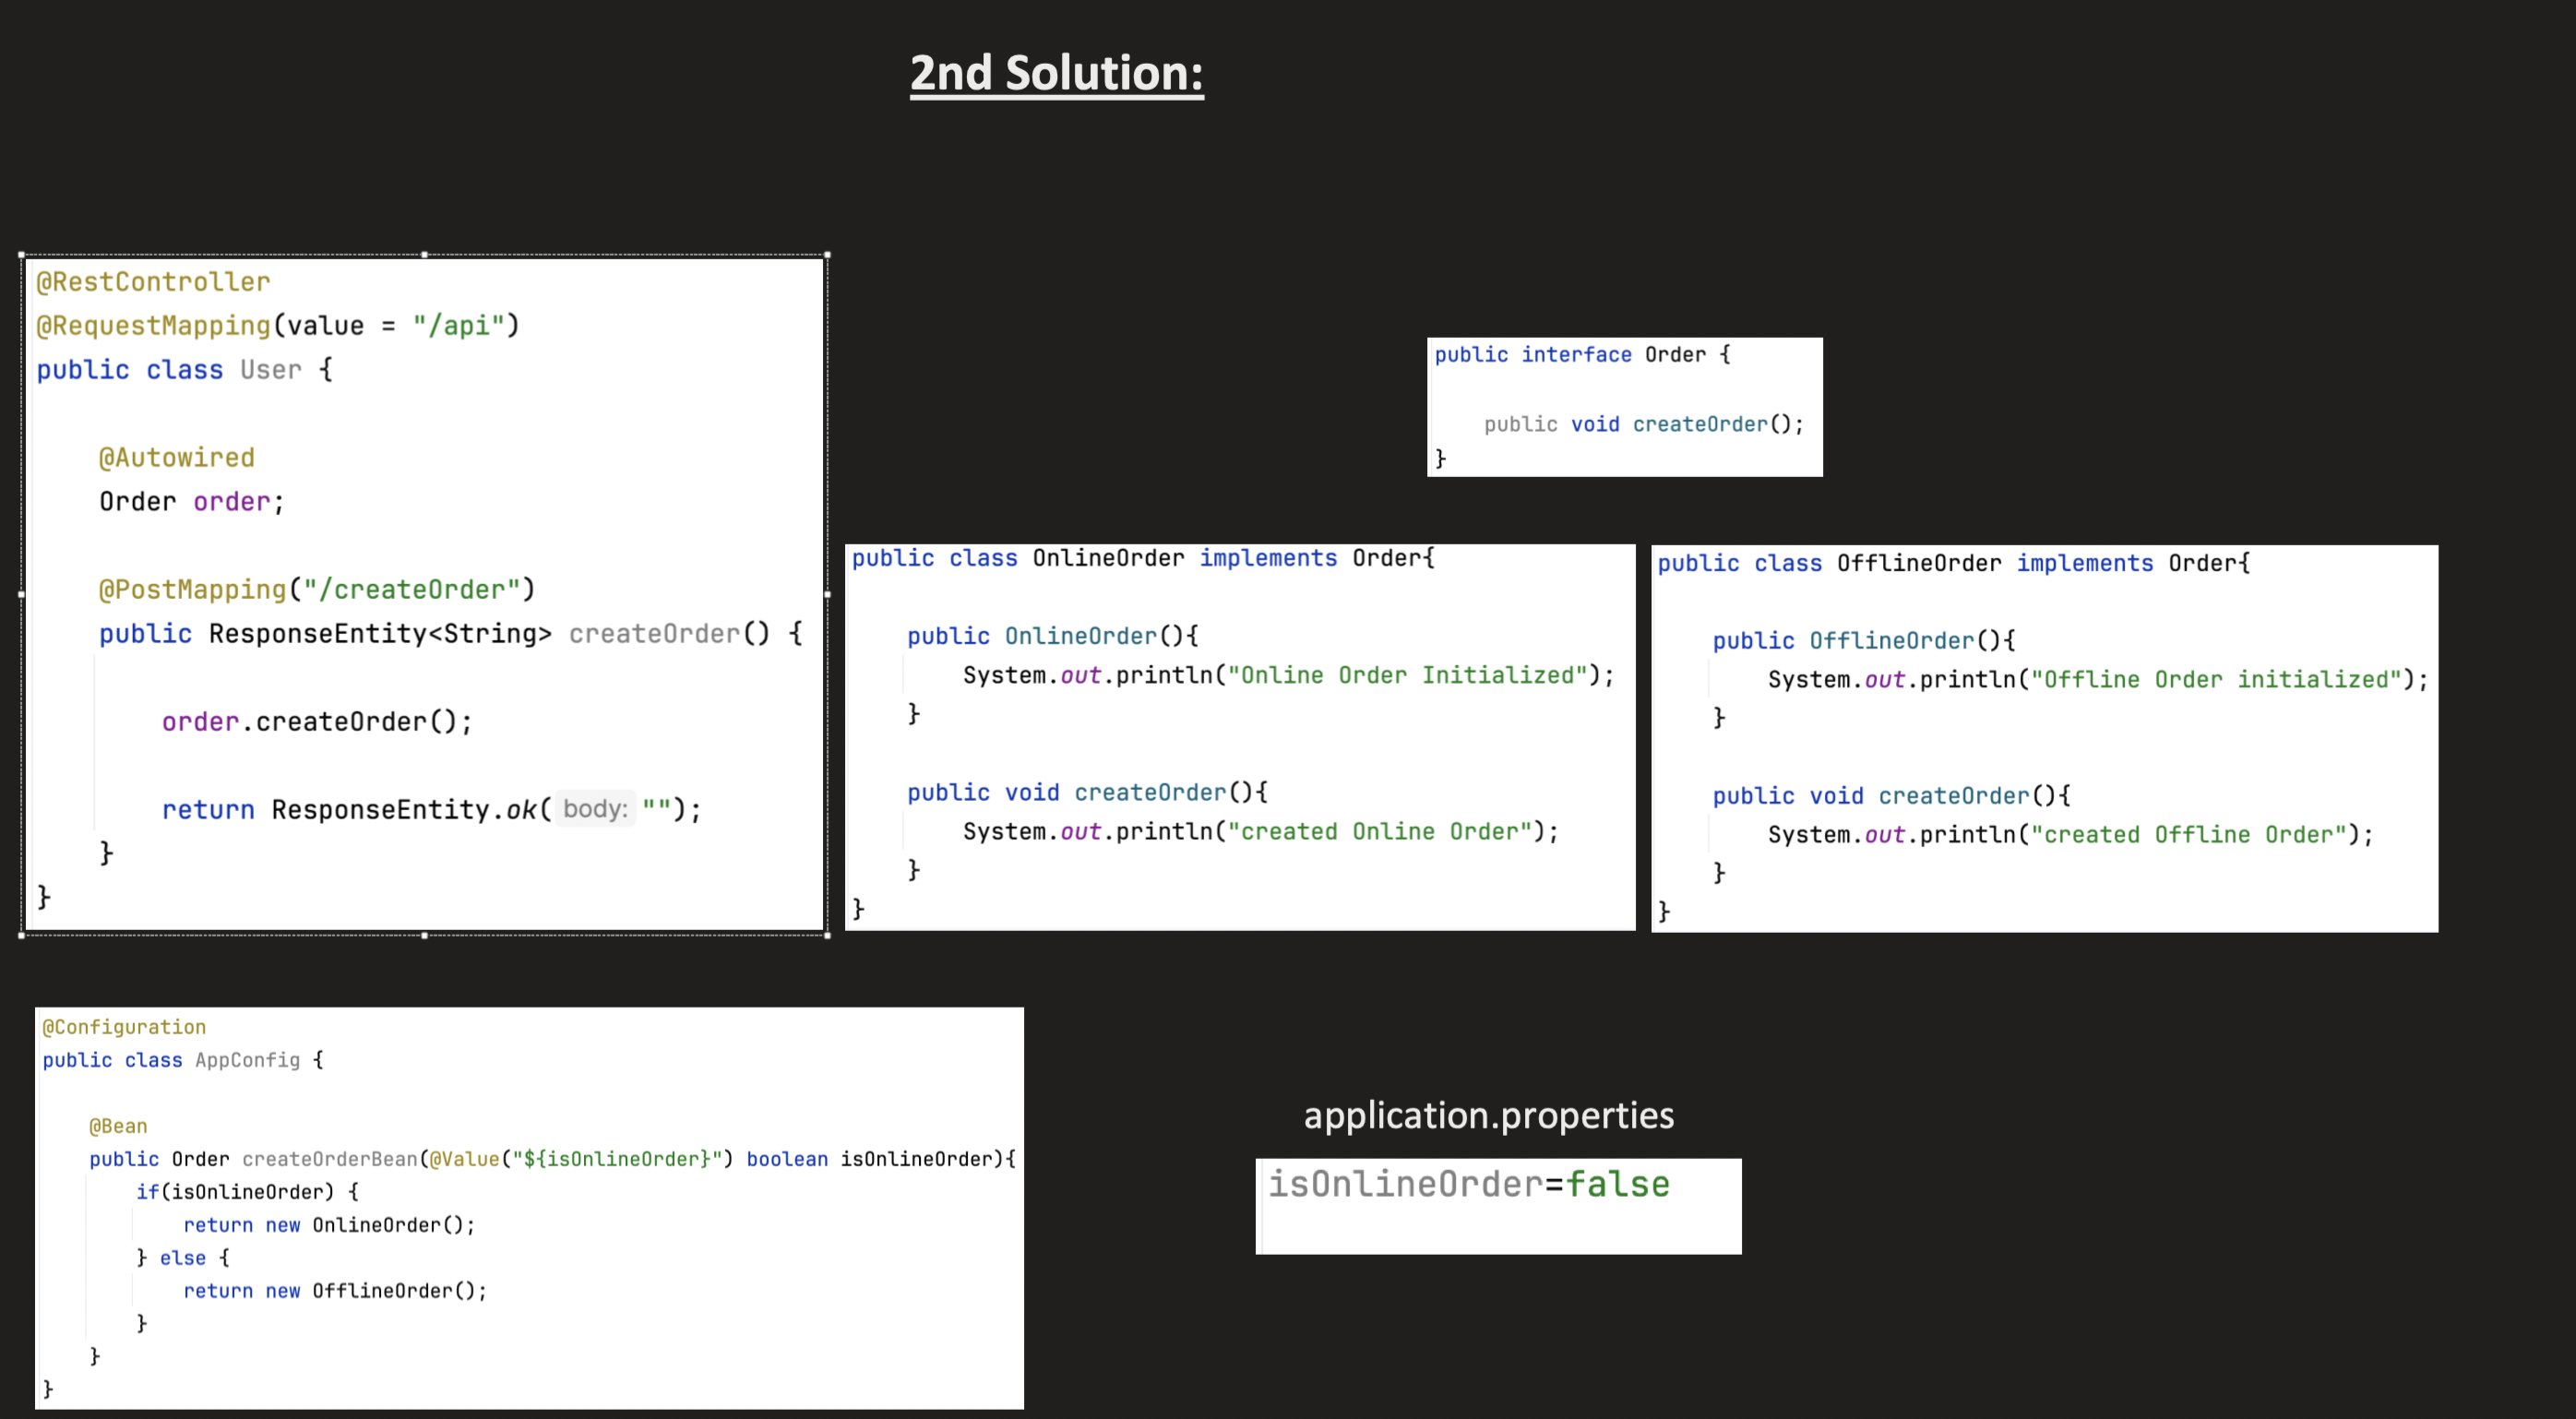 2nd Solution:
@RestController
@RequestMapping(value = "/api")
public class User {
@Autowired
Order order;
@PostMapping("/createOrder")
public ResponseEntity<String> createOrder() {
order.createOrder();
return ResponseEntity.ok( body: "");
}
}
public interface Order {
public void createOrder();
}
public class OnlineOrder implements Order{
public OnlineOrder(){
System.out.println("Online Order Initialized");
}
public void createOrder(){
System.out.println("created Online Order");
}
}
public class OfflineOrder implements Order{
public OfflineOrder(){
System.out.println("Offline Order initialized");
}
public void createOrder(){
System.out.println("created Offline Order");
}
}
@Configuration
public class AppConfig {
@Bean
public Order createOrderBean(@Value("${isOnlineOrder}") boolean isOnlineOrder){
if(isOnlineOrder) {
return new OnlineOrder();
} else {
return new OfflineOrder();
}
}
}
application.properties
isOnlineOrder=false